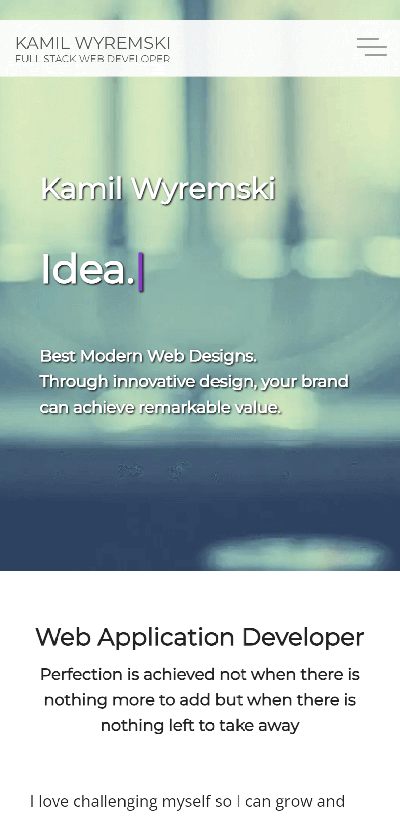 KAMIL WYREMSKI
FULL STACK WEB DEVELOPER
Kamil Wyremski
Idea.
Best Modern Web Designs.
Through innovative design, your brand
can achieve remarkable value.
Web Application Developer
Perfection is achieved not when there is
nothing more to add but when there is
nothing left to take away
I love challenging myself so I can grow and